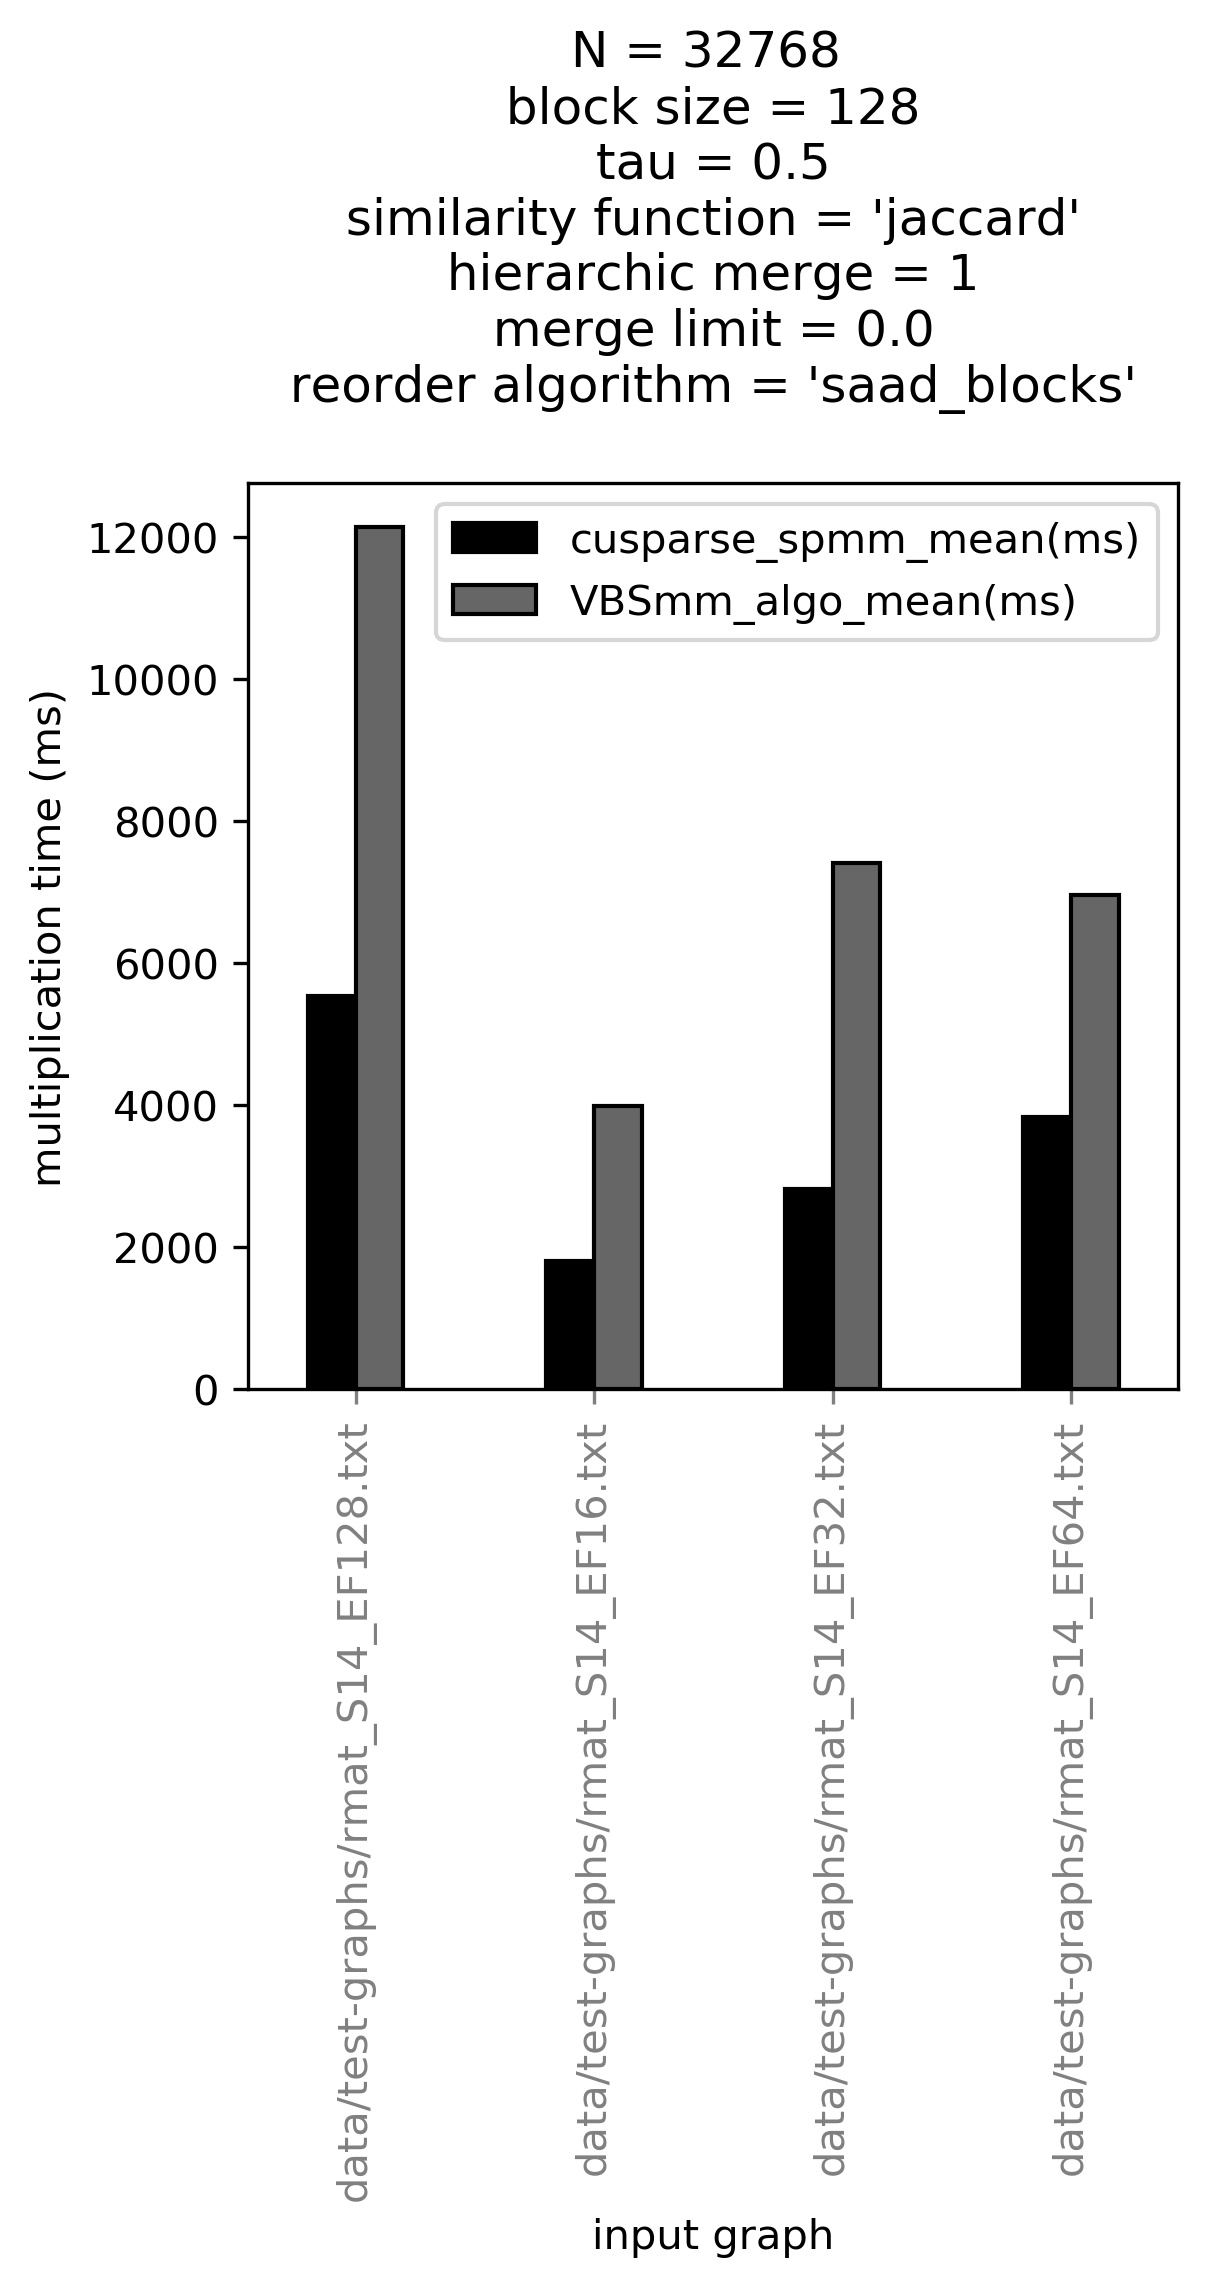 N = 32768
block size = 128
tau = 0.5
similarity function = 'jaccard'
hierarchic merge = 1
merge limit = 0.0
reorder algorithm = 'saad_blocks'
cusparse_spmm_mean(ms)
VBSmm_algo_mean(ms)
multiplication time (ms)
12000
10000
8000
6000
4000
2000
0
data/test-graphs/rmat_S14_EF128.txt
data/test-graphs/rmat_S14_EF16.txt
data/test-graphs/rmat_S14_EF32.txt
data/test-graphs/rmat_S14_EF64.txt
input graph